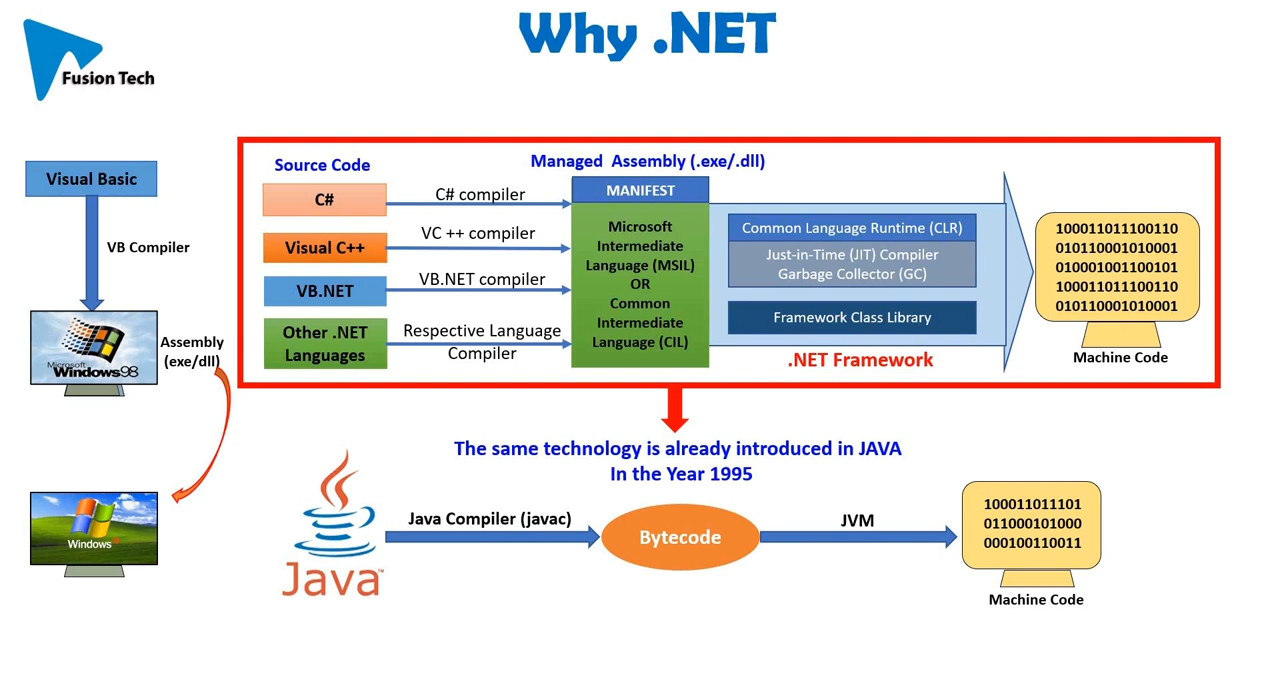 Why .NET
Fusion Tech
Visual Basic
VB Compiler
Microsoft
Windows98
Assembly
(exe/dll)
Windows
Source Code
C#
Visual C++
VB.NET
Other .NET
Languages
C# compiler
VC ++ compiler
VB.NET compiler
Respective Language
Compiler
Managed Assembly (.exe/.dll)
MANIFEST
Microsoft
Intermediate
Language (MSIL)
OR
Common
Intermediate
Language (CIL)
Common Language Runtime (CLR)
Just-in-Time (JIT) Compiler
Garbage Collector (GC)
Framework Class Library
.NET Framework
100011011100110
010110001010001
010001001100101
100011011100110
010110001010001
Machine Code
The same technology is already introduced in JAVA
In the Year 1995
Java
TM
Java Compiler (javac)
Bytecode
JVM
100011011101
011000101000
000100110011
Machine Code